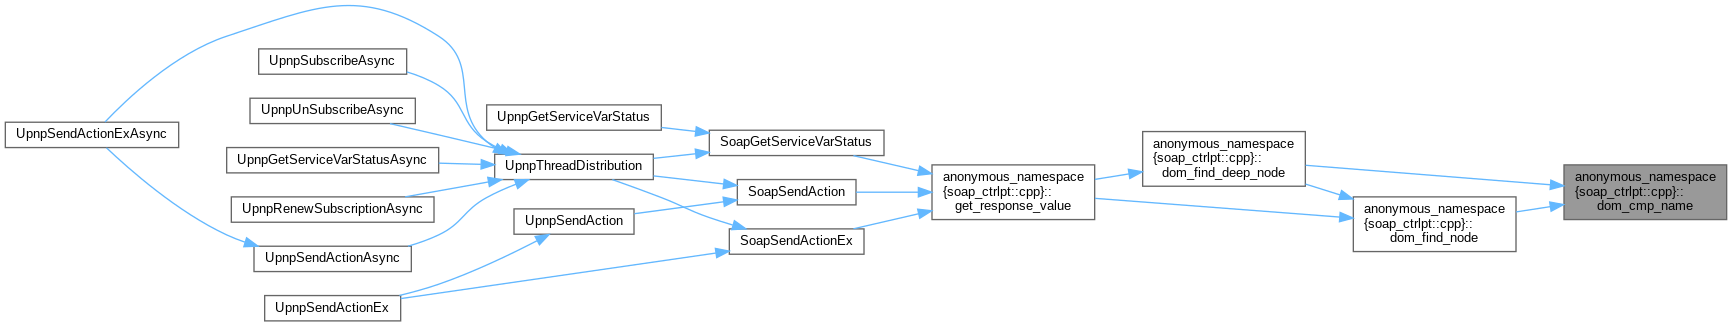 UpnpSendActionExAsync
UpnpSubscribeAsync
UpnpUnSubscribeAsync
UpnpGetServiceVarStatusAsync
UpnpRenewSubscriptionAsync
UpnpSendActionAsync
UpnpSendActionEx
UpnpGetServiceVarStatus
UpnpThreadDistribution
UpnpSendAction
SoapGetServiceVarStatus
SoapSendAction
SoapSendActionEx
anonymous_namespace
{soap_ctrlpt::cpp}::
get_response_value
anonymous_namespace
{soap_ctrlpt::cpp}::
dom_find_deep_node
anonymous_namespace
{soap_ctrlpt::cpp}::
dom_find_node
anonymous_namespace
{soap_ctrlpt::cpp}::
dom_cmp_name